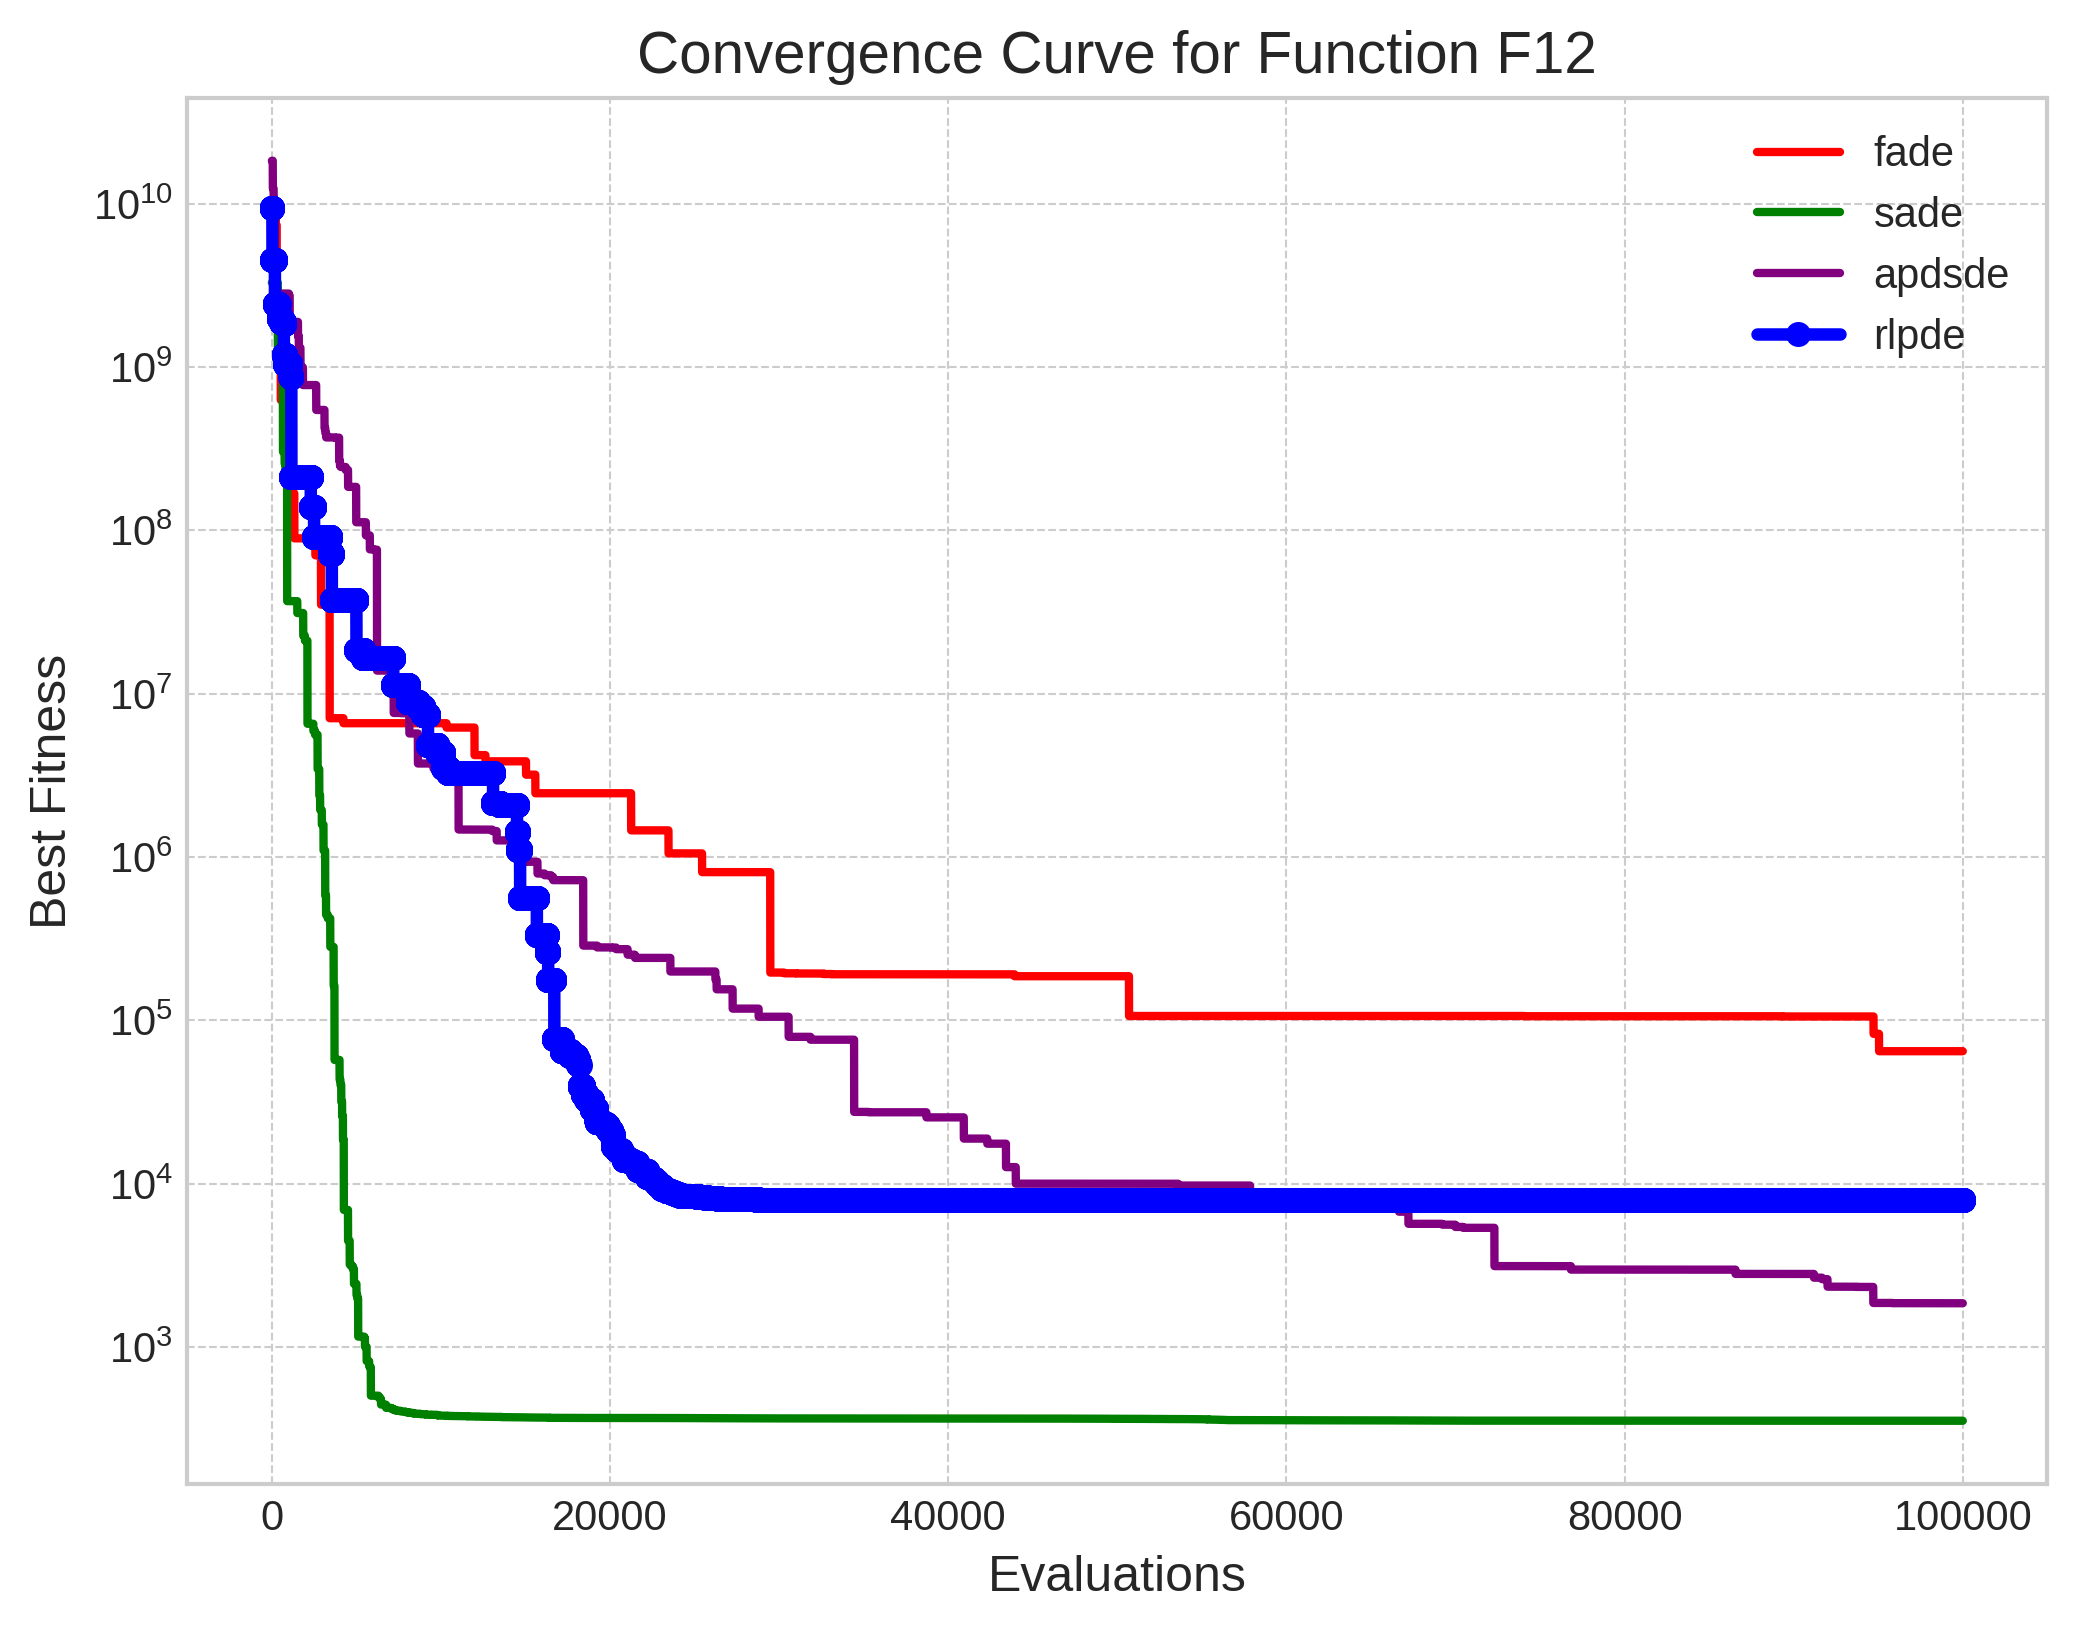 Convergence Curve for Function F12
fade
sade
apdsde
rlpde
Best Fitness
10^10
10^9
10^8
10^7
10^6
10^5
10^4
10^3
0 20000 40000 60000 80000 100000
Evaluations